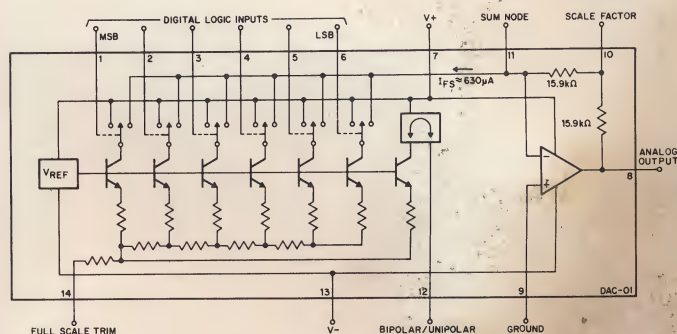 DIGITAL LOGIC INPUTS
V+
SUM NODE
SCALE FACTOR
MSB
LSB
1
2
3
4
5
6
7
11
10
IFS≈630μA
15.9kΩ
15.9kΩ
VREF
−
+
ANALOG
OUTPUT
8
14
13
12
9
DAC-01
FULL SCALE TRIM
V-
BIPOLAR/UNIPOLAR
GROUND